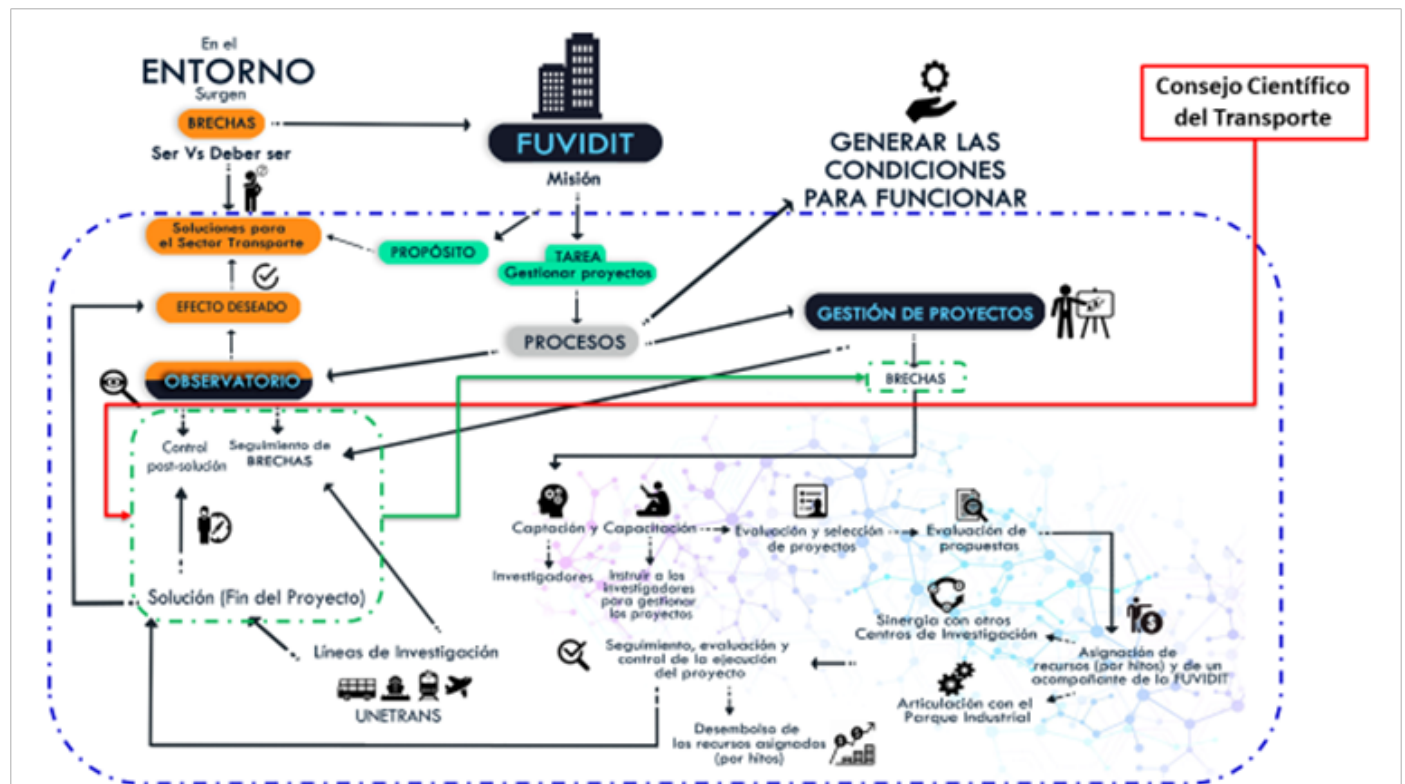 En el
ENTORNO
Surgen
BRECHAS
Ser Vs Deber ser
FUVIDIT
Misión
GENERAR LAS
CONDICIONES
PARA FUNCIONAR
Consejo Científico
del Transporte
Soluciones para
el Sector Transporte
PROPÓSITO
TAREA
Gestionar proyectos
EFECTO DESEADO
PROCESOS
GESTIÓN DE PROYECTOS
OBSERVATORIO
BRECHAS
Control
post-solución
Seguimiento de
BRECHAS
Captación y Capacitación
Evaluación y selección
de proyectos
Evaluación de
propuestas
Investigadores
Instruir a los
investigadores
para gestionar
los proyectos
Solución (Fin del Proyecto)
Sinergia con otros
Centros de Investigación
Líneas de Investigación
UNETRANS
Seguimiento, evaluación y
control de la ejecución
del proyecto
Asignación de
recursos (por hitos) y de un
acompañante de la FUVIDIT
Articulación con el
Parque Industrial
Desembolso de
los recursos asignados
(por hitos)